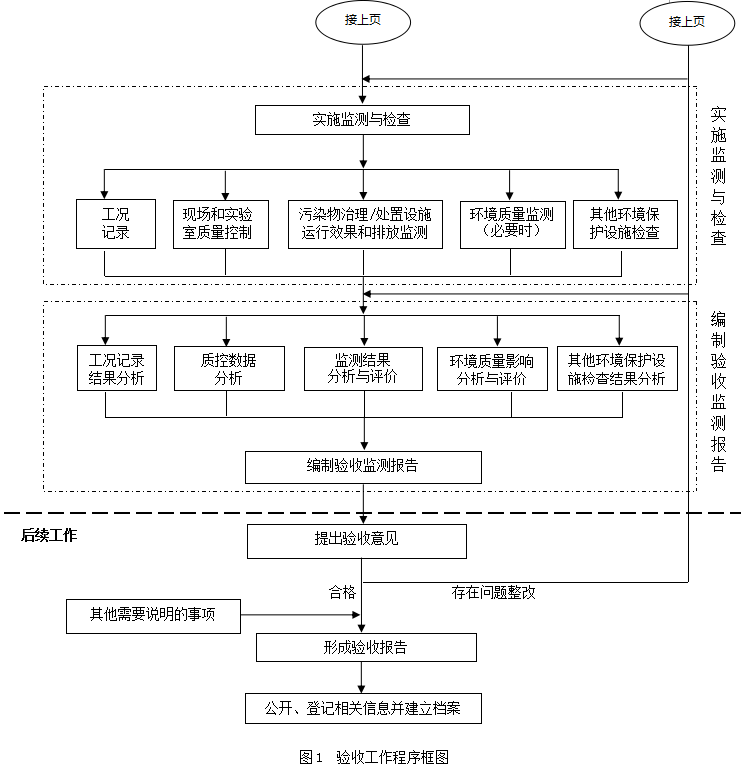 接上页
接上页
实施监测与检查
实施监测与检查
工况
记录
现场和实验
室质量控制
污染物治理/处置设施
运行效果和排放监测
环境质量监测
（必要时）
其他环境保
护设施检查
编制验收监测报告
工况记录
结果分析
质控数据
分析
监测结果
分析与评价
环境质量影响
分析与评价
其他环境保护设
施检查结果分析
编制验收监测报告
后续工作
提出验收意见
合格
存在问题整改
其他需要说明的事项
形成验收报告
公开、登记相关信息并建立档案
图1 验收工作程序框图